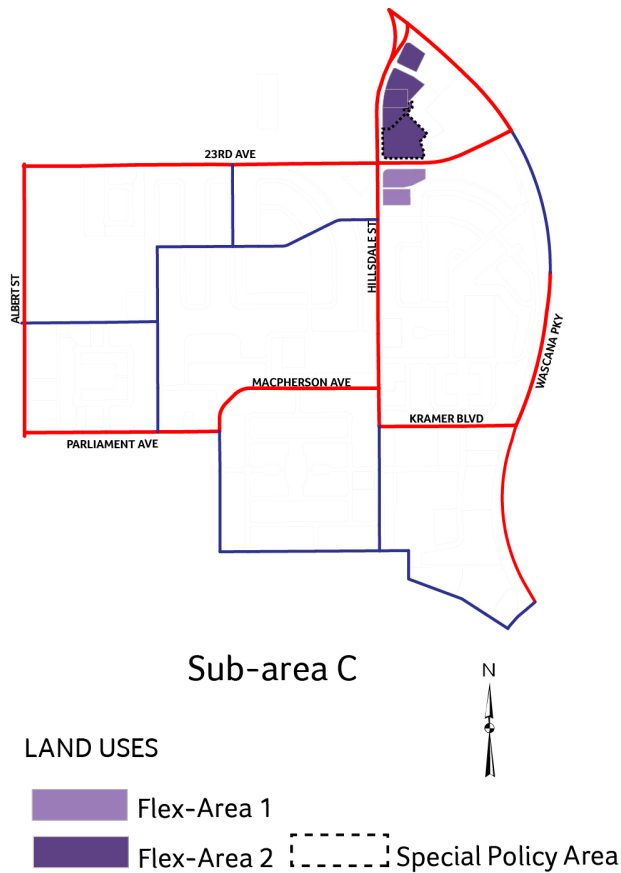 23RD AVE
HILLSDALE ST
ALBERT ST
WASCANA PKY
MACPHERSON AVE
KRAMER BLVD
PARLIAMENT AVE
Sub-area C
N
LAND USES
Flex-Area 1
Flex-Area 2
Special Policy Area